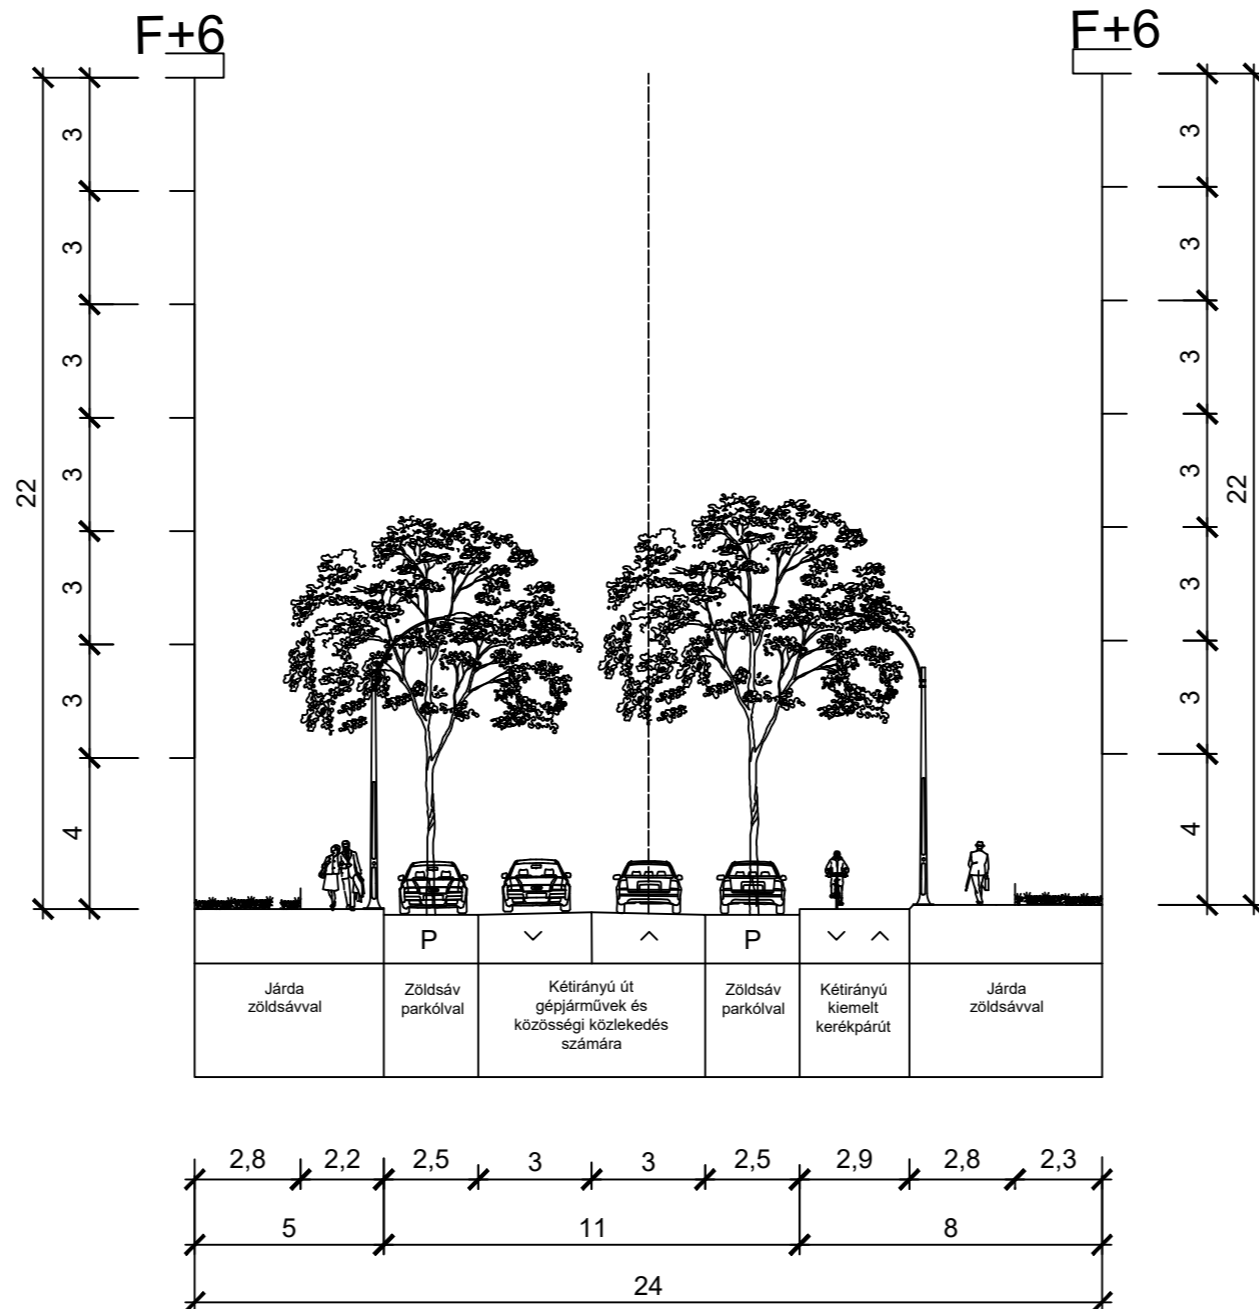 F+6
F+6
3
3
3
3
3
3
4
22
3
3
3
3
3
3
4
22
P
P
Járda
zöldsávval
Zöldsáv
parkólval
Kétirányú út
gépjárművek és
közösségi közlekedés
számára
Zöldsáv
parkólval
Kétirányú
kiemelt
kerékpárút
Járda
zöldsávval
2,8 2,2 2,5 3 3 2,5 2,9 2,8 2,3
5 11 8
24